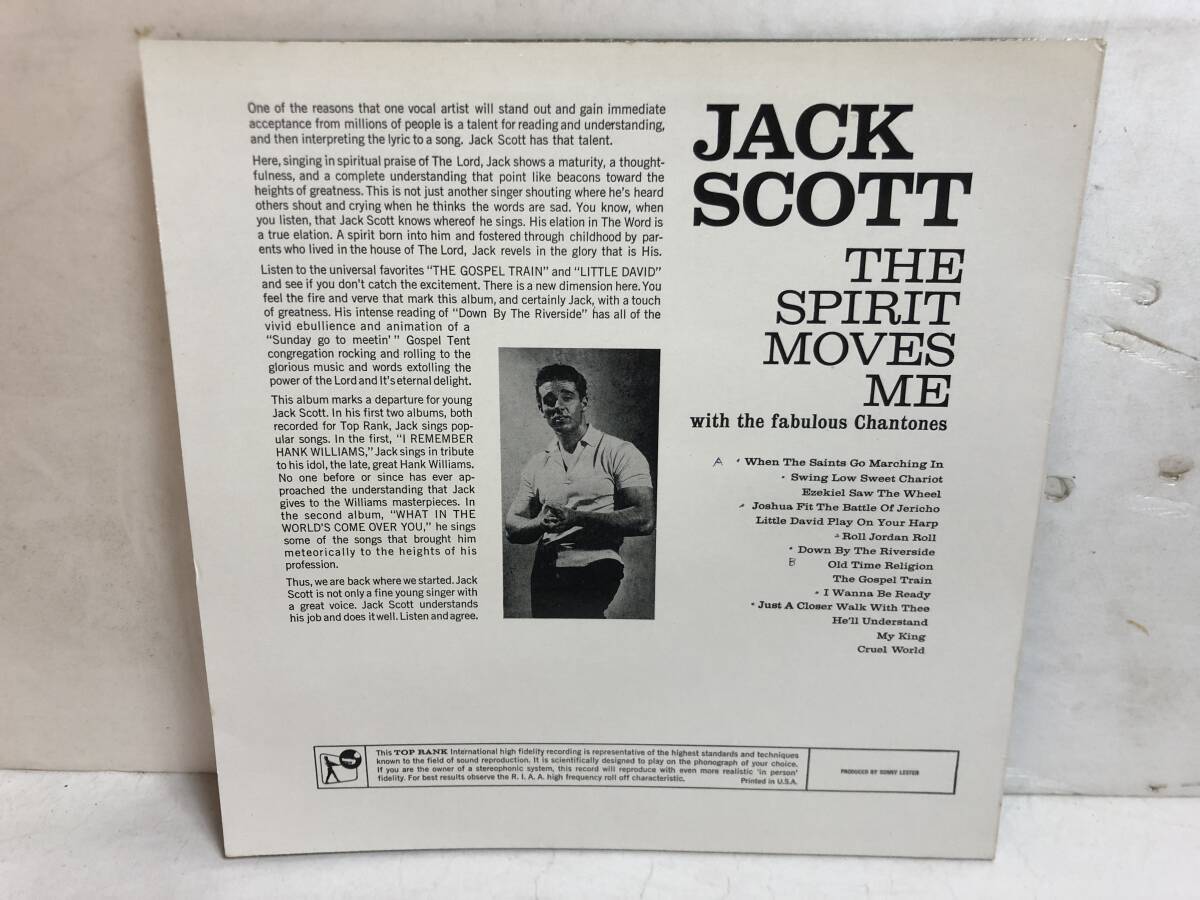 One of the reasons that one vocal artist will stand out and gain immediate
acceptance from millions of people is a talent for reading and understanding,
and then interpreting the lyric to a song. Jack Scott has that talent.
Here, singing in spiritual praise of The Lord, Jack shows a maturity, a thought-
fulness, and a complete understanding that point like beacons toward the
heights of greatness. This is not just another singer shouting where he's heard
others shout and crying when he thinks the words are sad. You know, when
you listen, that Jack Scott knows whereof he sings. His elation in The Word is
a true elation. A spirit born into him and fostered through childhood by par-
ents who lived in the house of The Lord, Jack revels in the glory that is His.
Listen to the universal favorites "THE GOSPEL TRAIN" and "LITTLE DAVID"
and see if you don't catch the excitement. There is a new dimension here. You
feel the fire and verve that mark this album, and certainly Jack, with a touch
of greatness. His intense reading of "Down By The Riverside" has all of the
vivid ebullience and animation of a
"Sunday go to meetin'" Gospel Tent
congregation rocking and rolling to the
glorious music and words extolling the
power of the Lord and It's eternal delight.
This album marks a departure for young
Jack Scott. In his first two albums, both
recorded for Top Rank, Jack sings pop-
ular songs. In the first, "I REMEMBER
HANK WILLIAMS," Jack sings in tribute
to his idol, the late, great Hank Williams.
No one before or since has ever ap-
proached the understanding that Jack
gives to the Williams masterpieces. In
the second album, "WHAT IN THE
WORLD'S COME OVER YOU," he sings
some of the songs that brought him
meteorically to the heights of his
profession.
Thus, we are back where we started. Jack
Scott is not only a fine young singer with
a great voice. Jack Scott understands
his job and does it well. Listen and agree.
JACK
SCOTT
THE
SPIRIT
MOVES
ME
with the fabulous Chantones
A When The Saints Go Marching In
Swing Low Sweet Chariot
Ezekiel Saw The Wheel
Joshua Fit The Battle Of Jericho
Little David Play On Your Harp
Roll Jordan Roll
Down By The Riverside
B Old Time Religion
The Gospel Train
I Wanna Be Ready
Just A Closer Walk With Thee
He'll Understand
My King
Cruel World
This TOP RANK International high fidelity recording is representative of the highest standards and techniques
known to the field of sound reproduction. It is scientifically designed to play on the phonograph of your choice.
If you are the owner of a stereophonic system, this record will reproduce with even more realistic 'in person'
fidelity. For best results observe the R. I. A. A. high frequency roll off characteristic.
Printed in U.S.A.
PRODUCED BY SONNY LESTER